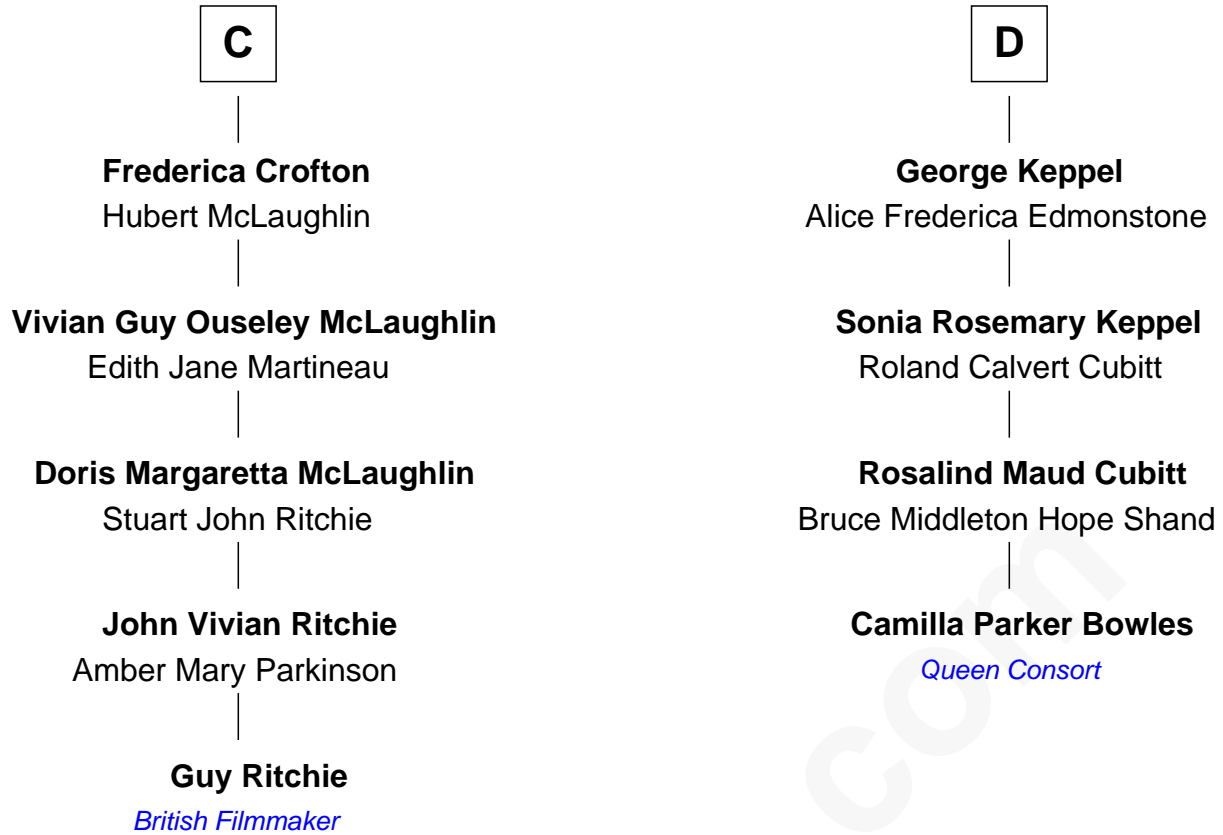 C
Frederica Crofton
Hubert McLaughlin
Vivian Guy Ouseley McLaughlin
Edith Jane Martineau
Doris Margaretta McLaughlin
Stuart John Ritchie
John Vivian Ritchie
Amber Mary Parkinson
Guy Ritchie
British Filmmaker
D
George Keppel
Alice Frederica Edmonstone
Sonia Rosemary Keppel
Roland Calvert Cubitt
Rosalind Maud Cubitt
Bruce Middleton Hope Shand
Camilla Parker Bowles
Queen Consort
com